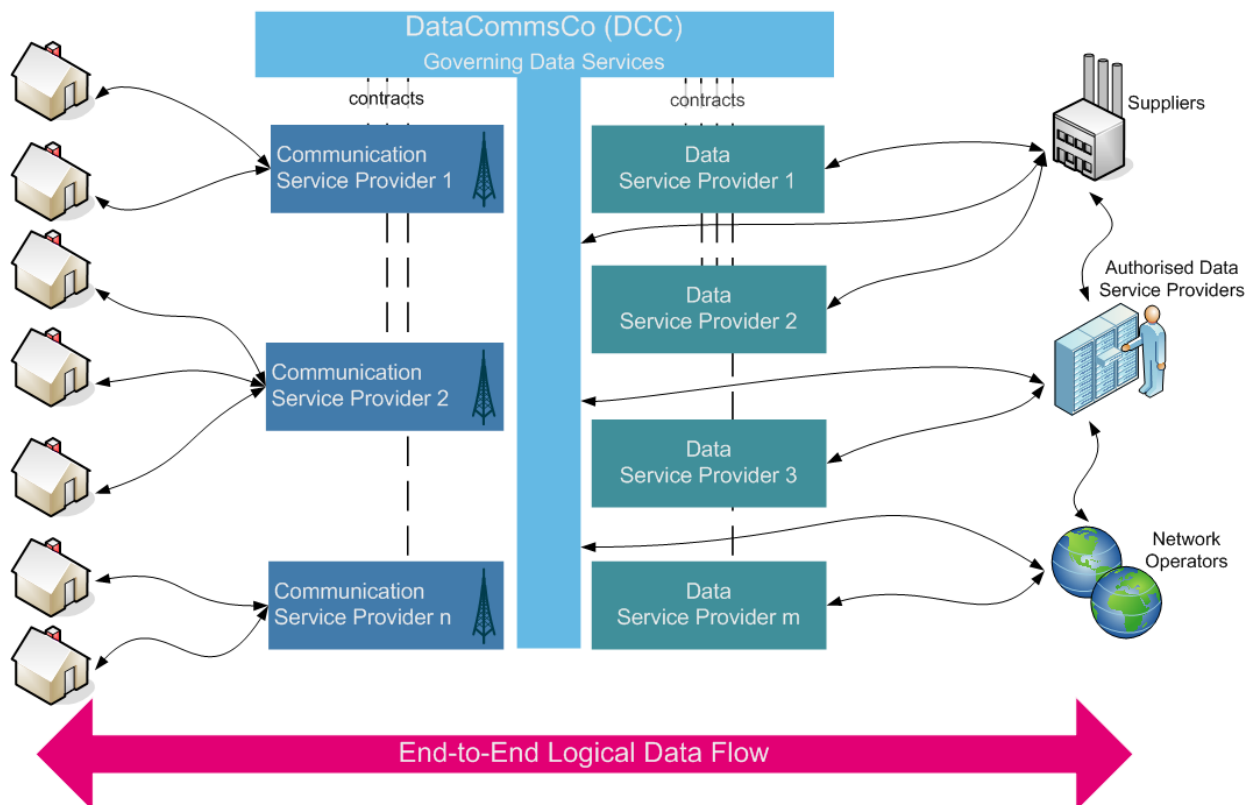 DataCommsCo (DCC)
Governing Data Services
contracts
contracts
Communication
Service Provider 1
Data
Service Provider 1
Suppliers
Authorised Data
Service Providers
Data
Service Provider 2
Communication
Service Provider 2
Data
Service Provider 3
Network
Operators
Communication
Service Provider n
Data
Service Provider m
End-to-End Logical Data Flow